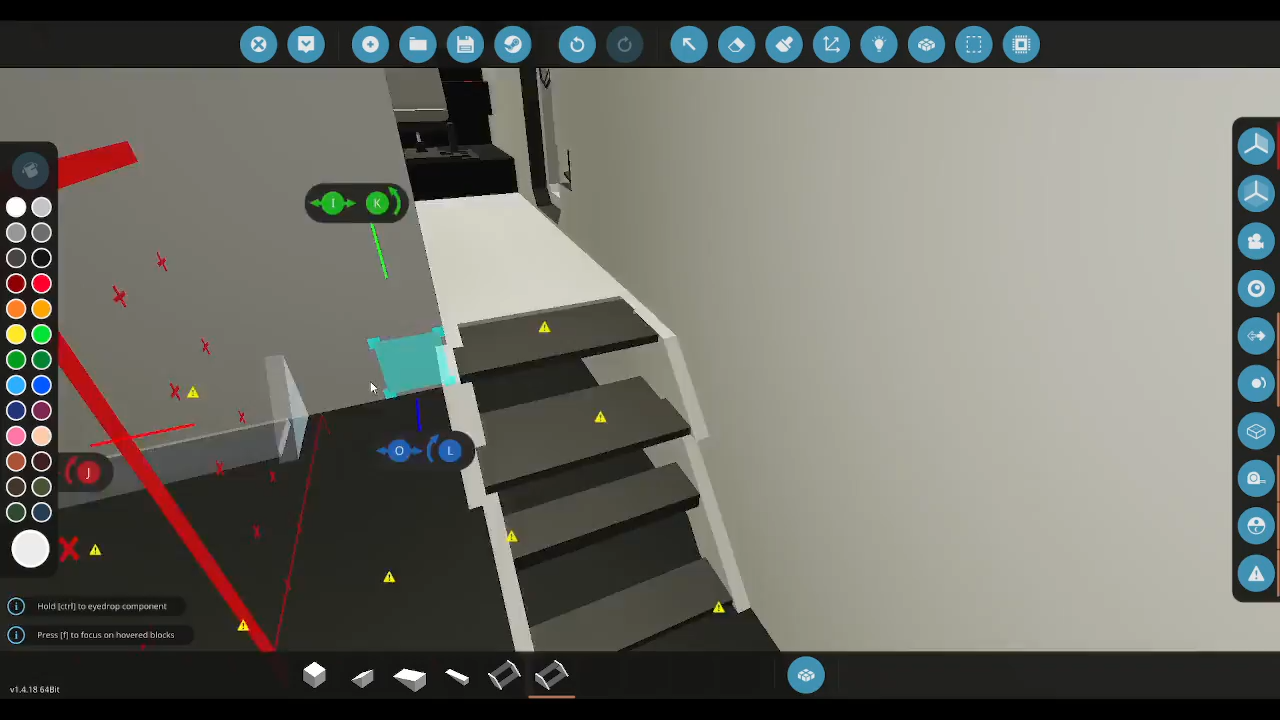 I K
O L
J
Hold [ctrl] to eyedrop component
Press [f] to focus on hovered blocks
v1.4.18 64Bit